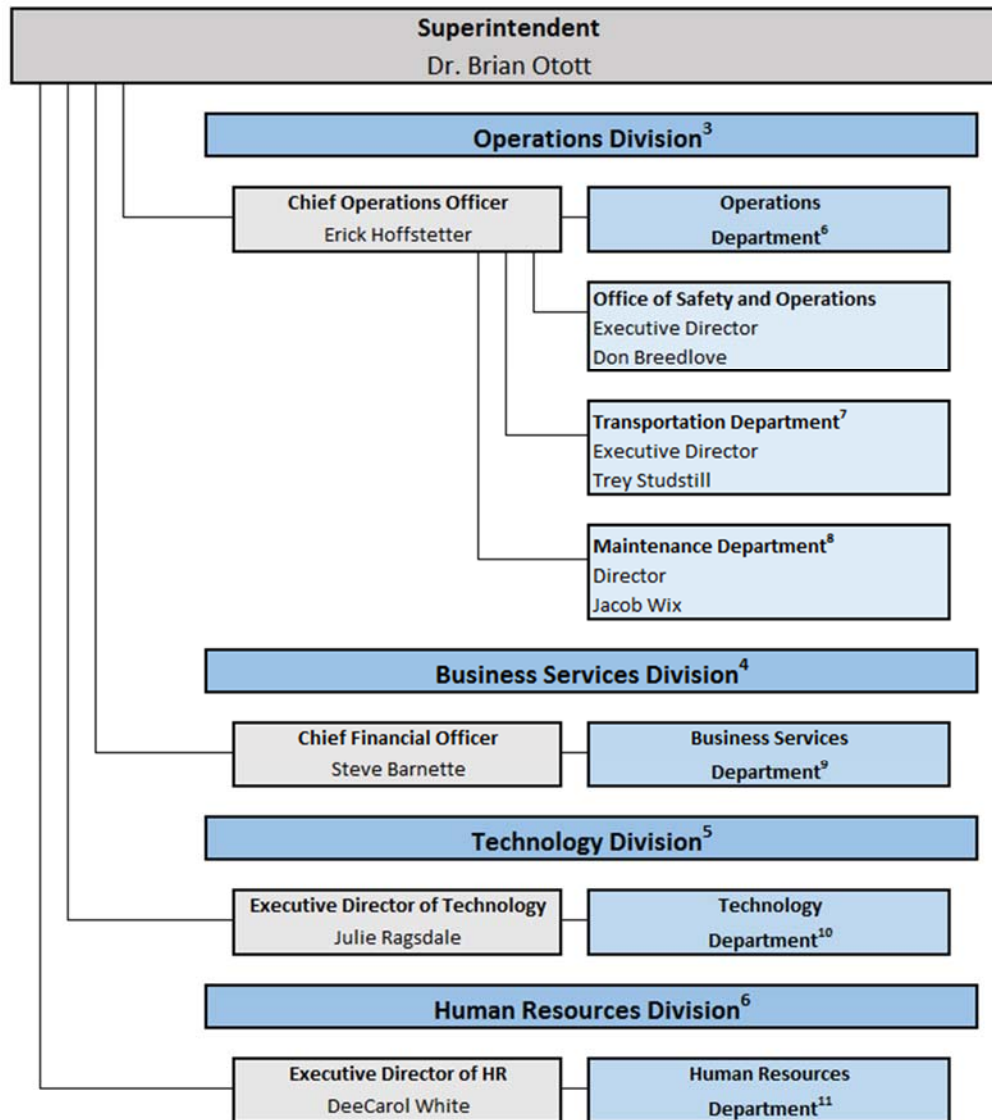 Superintendent
Dr. Brian Otott
Operations Division³
Chief Operations Officer
Erick Hoffstetter
Operations
Department⁶
Office of Safety and Operations
Executive Director
Don Breedlove
Transportation Department⁷
Executive Director
Trey Studstill
Maintenance Department⁸
Director
Jacob Wix
Business Services Division⁴
Chief Financial Officer
Steve Barnette
Business Services
Department⁹
Technology Division⁵
Executive Director of Technology
Julie Ragsdale
Technology
Department¹⁰
Human Resources Division⁶
Executive Director of HR
DeeCarol White
Human Resources
Department¹¹